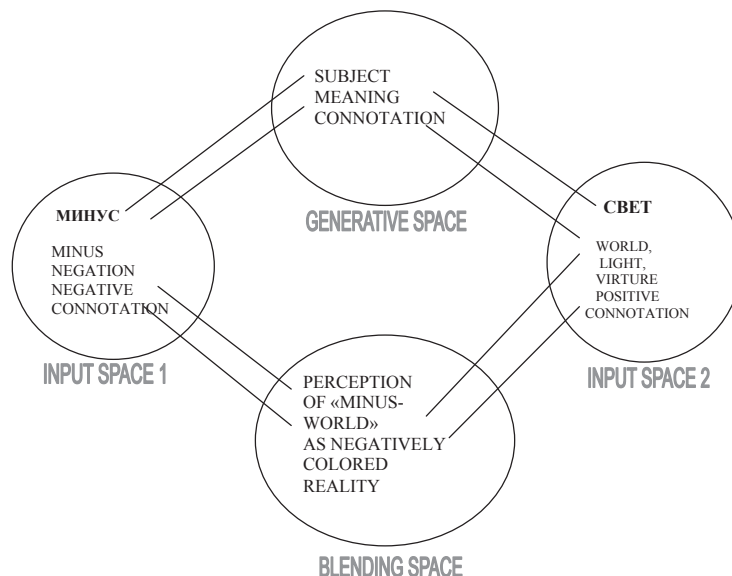 SUBJECT
MEANING
CONNOTATION
GENERATIVE SPACE
МИНУС
MINUS
NEGATION
NEGATIVE
CONNOTATION
INPUT SPACE 1
СВЕТ
WORLD,
LIGHT,
VIRTURE
POSITIVE
CONNOTATION
INPUT SPACE 2
PERCEPTION
OF «MINUS-
WORLD»
AS NEGATIVELY
COLORED
REALITY
BLENDING SPACE